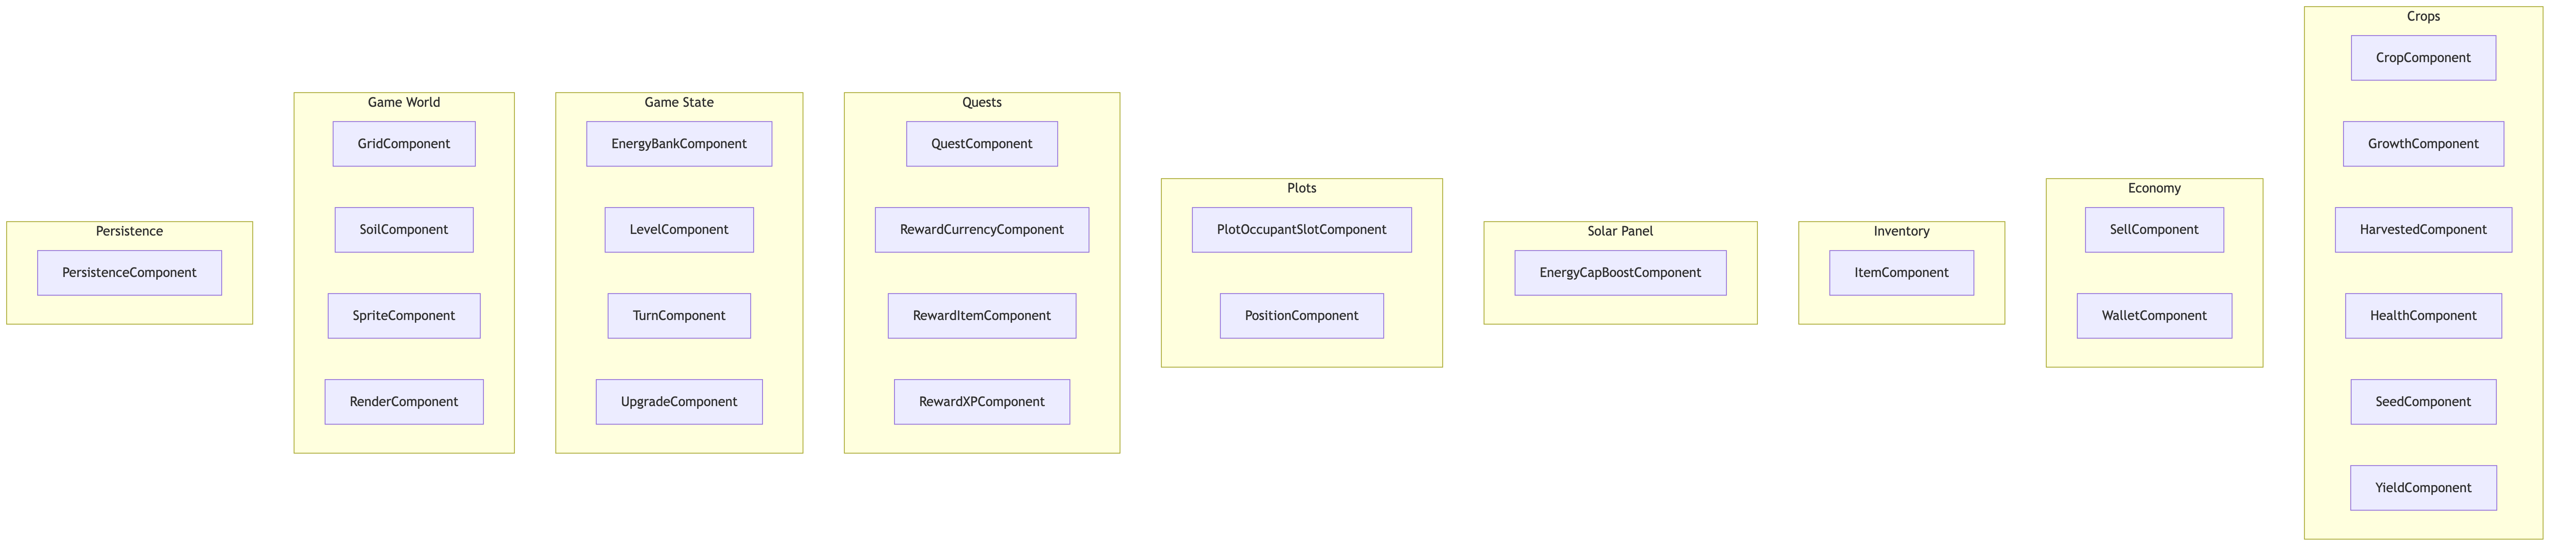 Persistence
PersistenceComponent
Game World
GridComponent
SoilComponent
SpriteComponent
RenderComponent
Game State
EnergyBankComponent
LevelComponent
TurnComponent
UpgradeComponent
Quests
QuestComponent
RewardCurrencyComponent
RewardItemComponent
RewardXPComponent
Plots
PlotOccupantSlotComponent
PositionComponent
Solar Panel
EnergyCapBoostComponent
Inventory
ItemComponent
Economy
SellComponent
WalletComponent
Crops
CropComponent
GrowthComponent
HarvestedComponent
HealthComponent
SeedComponent
YieldComponent